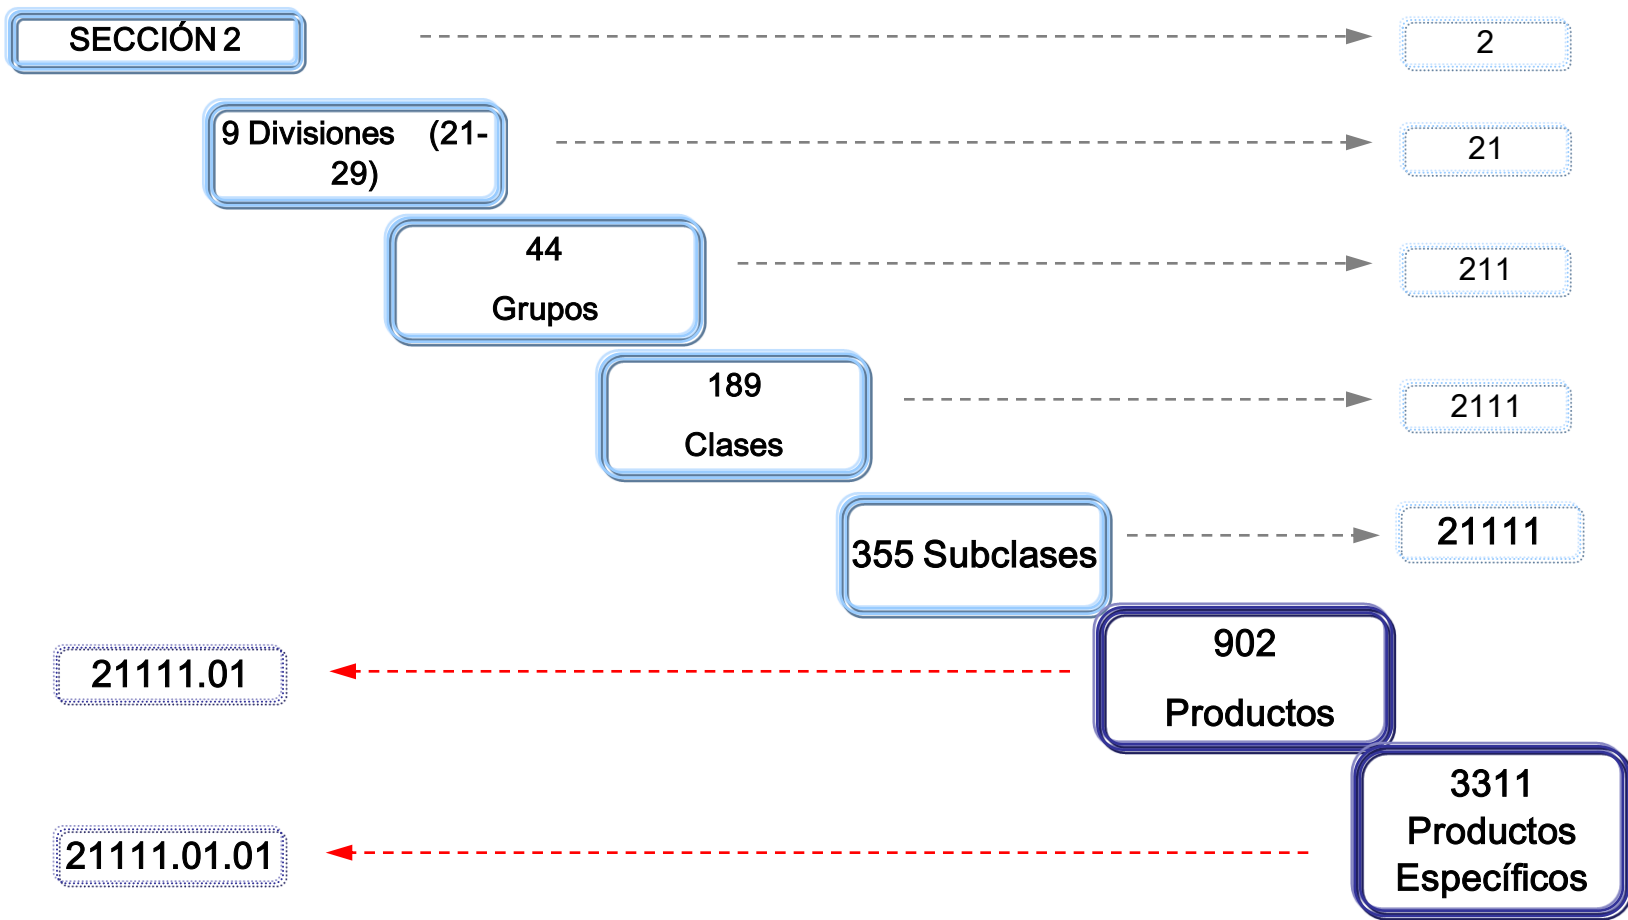 SECCIÓN 2
2
9 Divisiones (21-
29)
21
44
Grupos
211
189
Clases
2111
355 Subclases
21111
902
Productos
21111.01
3311
Productos
Específicos
21111.01.01